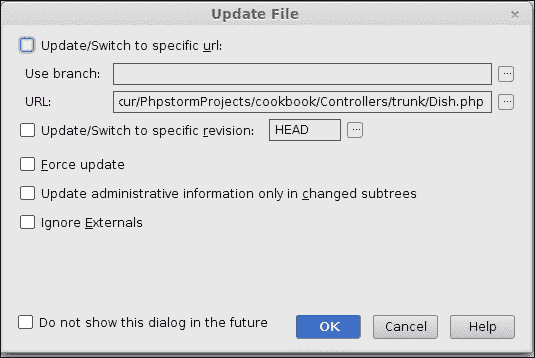 Update File
Update/Switch to specific url:
Use branch:
URL: kur/PhpstormProjects/cookbook/Controllers/trunk/Dish.php
Update/Switch to specific revision: HEAD
Force update
Update administrative information only in changed subtrees
Ignore Externals
Do not show this dialog in the future OK Cancel Help